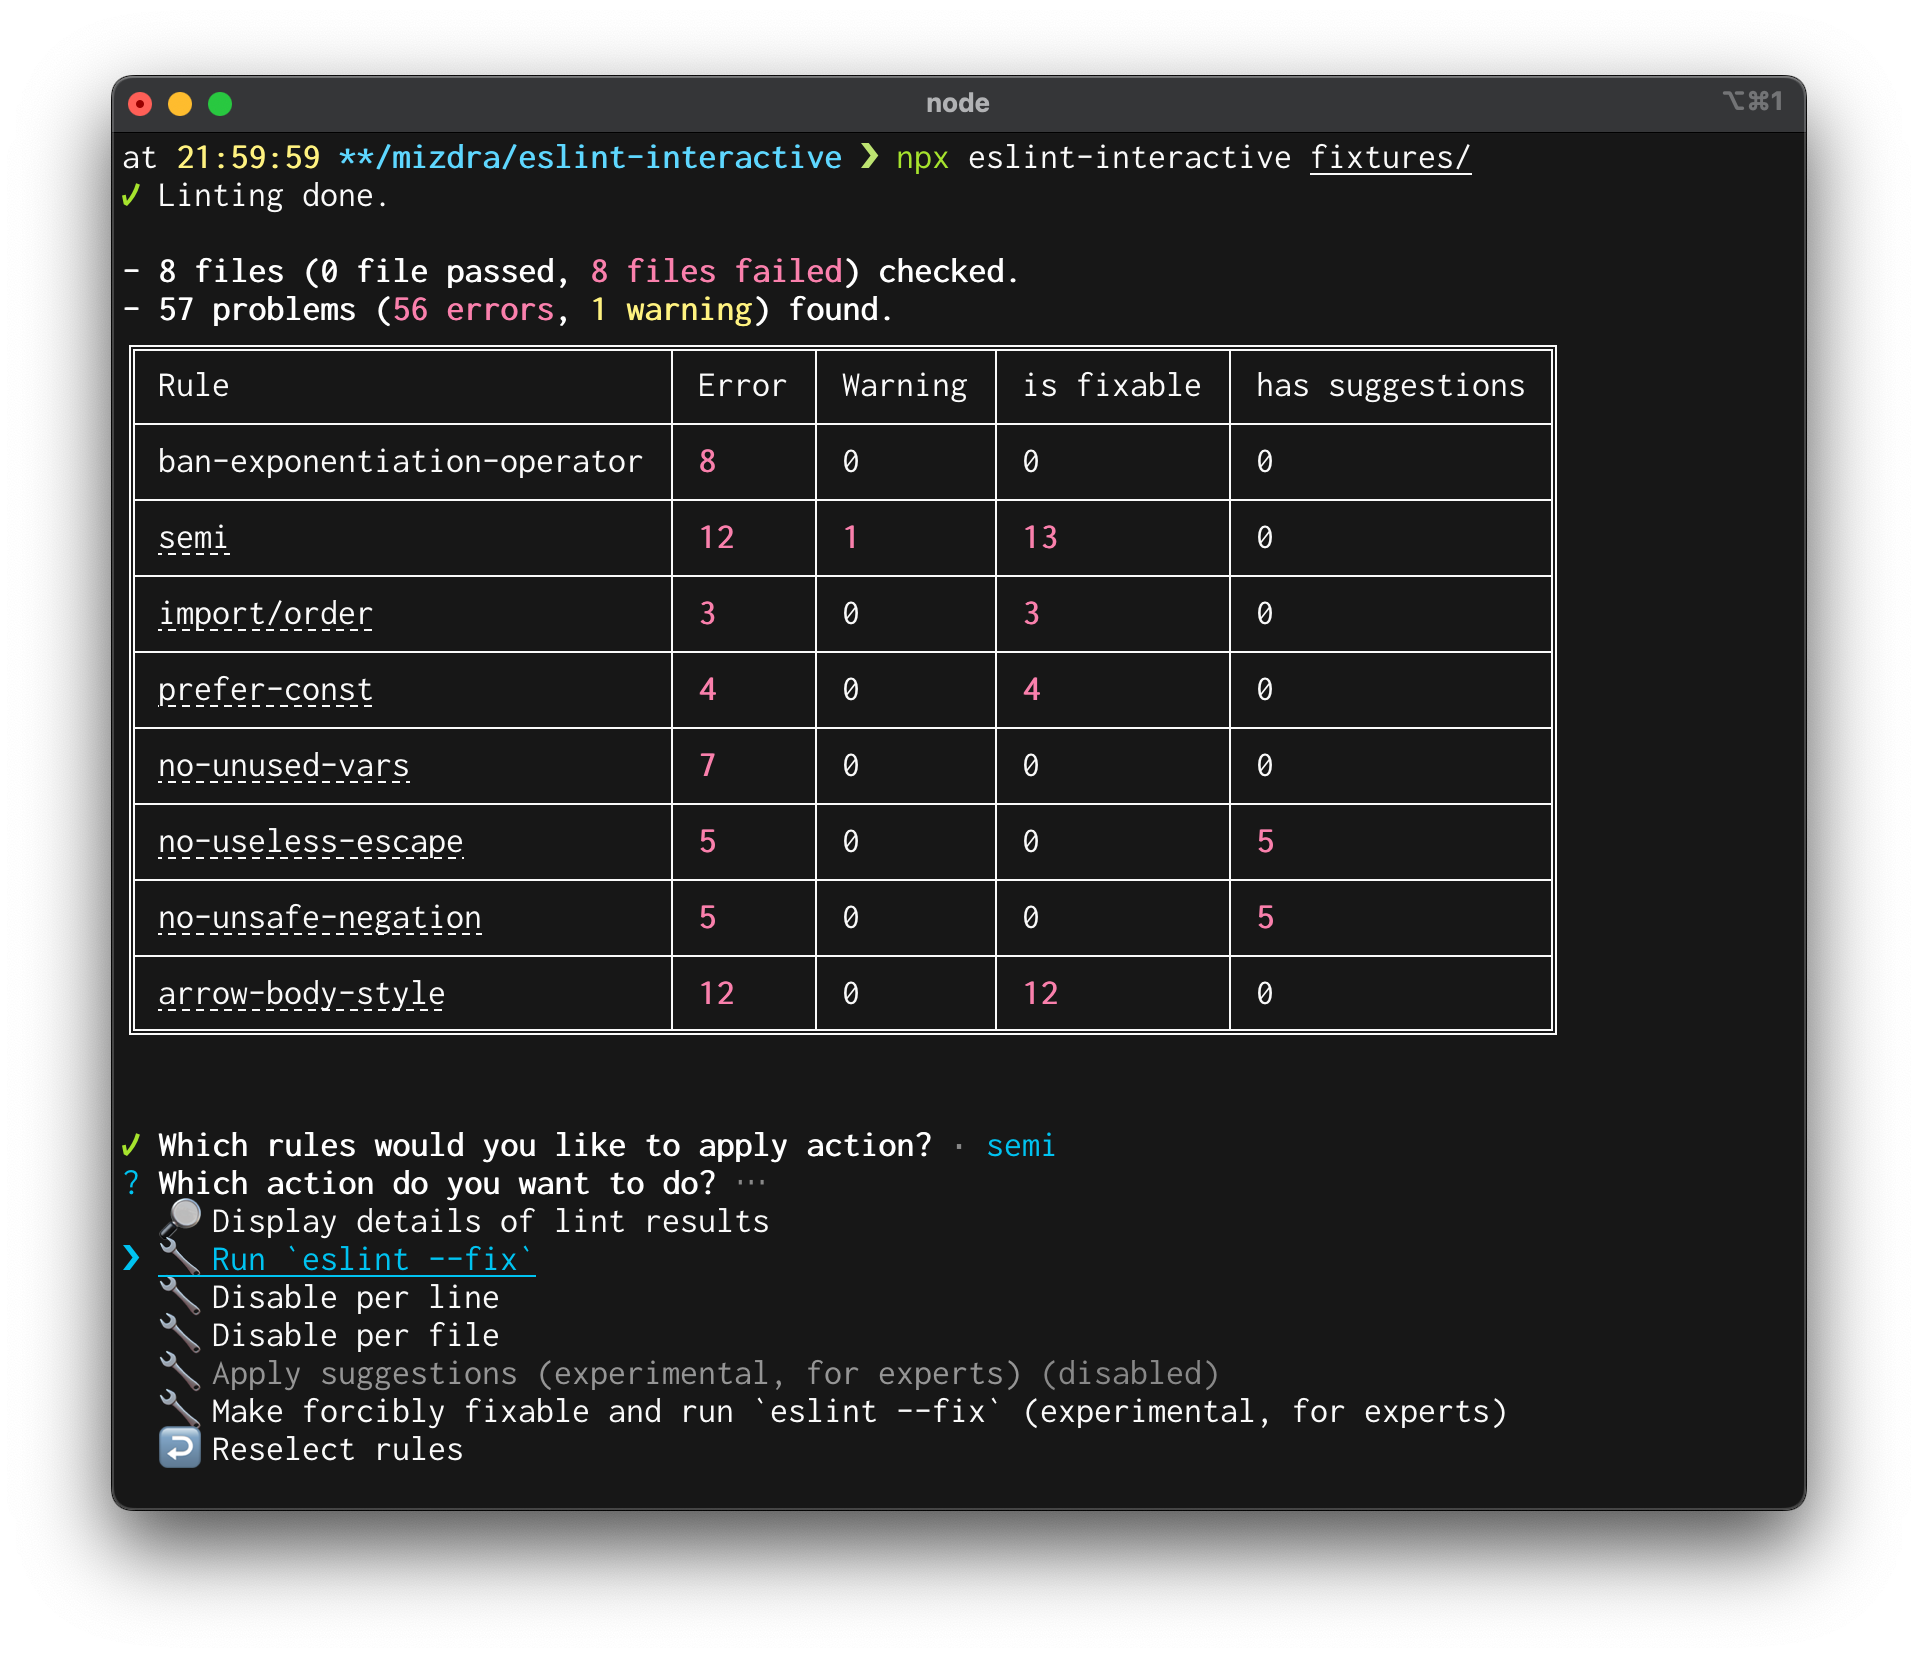 node
⌥⌘1
at 21:59:59 **/mizdra/eslint-interactive ❯ npx eslint-interactive fixtures/
✓ Linting done.
- 8 files (0 file passed, 8 files failed) checked.
- 57 problems (56 errors, 1 warning) found.
Rule Error Warning is fixable has suggestions
ban-exponentiation-operator 8 0 0 0
semi 12 1 13 0
import/order 3 0 3 0
prefer-const 4 0 4 0
no-unused-vars 7 0 0 0
no-useless-escape 5 0 0 5
no-unsafe-negation 5 0 0 5
arrow-body-style 12 0 12 0
✓ Which rules would you like to apply action? · semi
? Which action do you want to do? …
🔎 Display details of lint results
❯ 🔧 Run `eslint --fix`
🔧 Disable per line
🔧 Disable per file
🔧 Apply suggestions (experimental, for experts) (disabled)
🔧 Make forcibly fixable and run `eslint --fix` (experimental, for experts)
↩️ Reselect rules